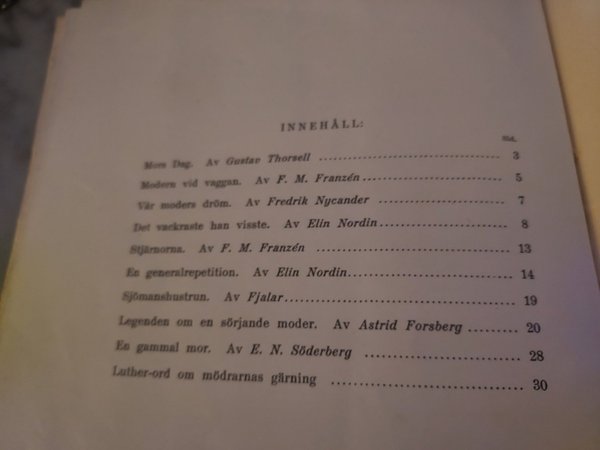 INNEHÅLL:
Sid.
Mors Dag. Av Gustav Thorsell ........................ 3
Modern vid vaggan. Av F. M. Franzén ................... 5
Vår moders dröm. Av Fredrik Nycander .................. 7
Det vackraste han visste. Av Elin Nordin................. 8
Stjärnorna. Av F. M. Franzén ......................... 13
En generalrepetition. Av Elin Nordin.................... 14
Sjömanshustrun. Av Fjalar............................. 19
Legenden om en sörjande moder. Av Astrid Forsberg ........ 20
En gammal mor. Av E. N. Söderberg .................... 28
Luther-ord om mödrarnas gärning ....................... 30